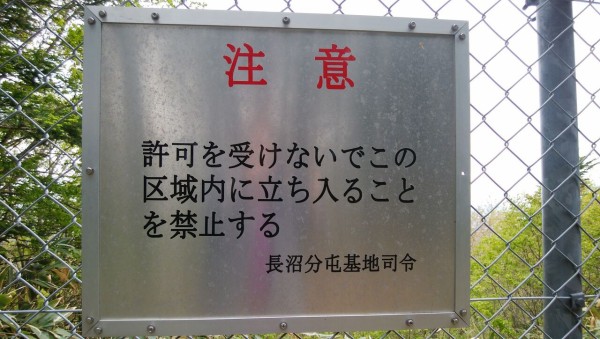 注意
許可を受けないでこの
区域内に立ち入ること
を禁止する
長沼分屯基地司令